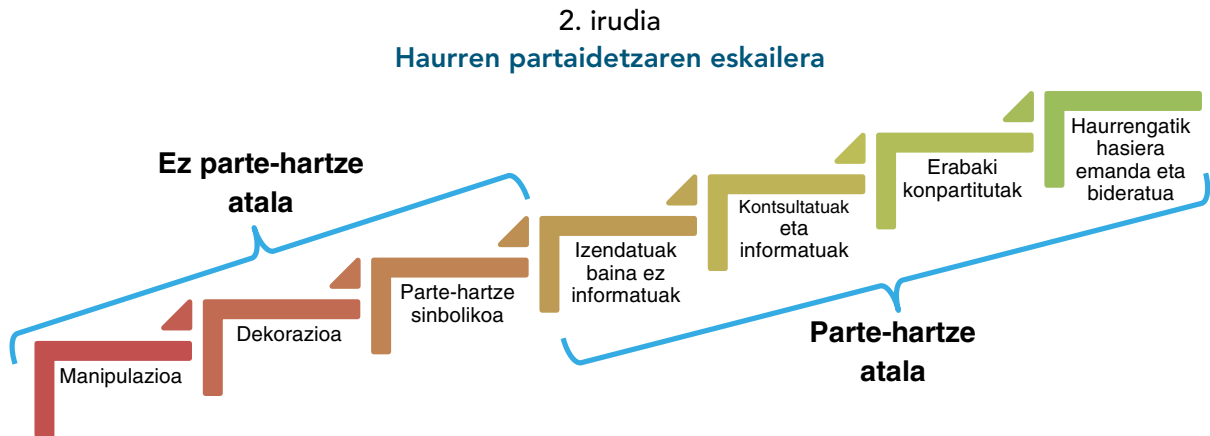 2. irudia
Haurren partaidetzaren eskailera
Ez parte-hartze
atala
Manipulazioa
Dekorazioa
Parte-hartze
sinbolikoa
Izendatuak
baina ez
informatuak
Kontsultatuak
eta
informatuak
Erabaki
konpartitutak
Haurrengatik
hasiera
emanda eta
bideratua
Parte-hartze
atala